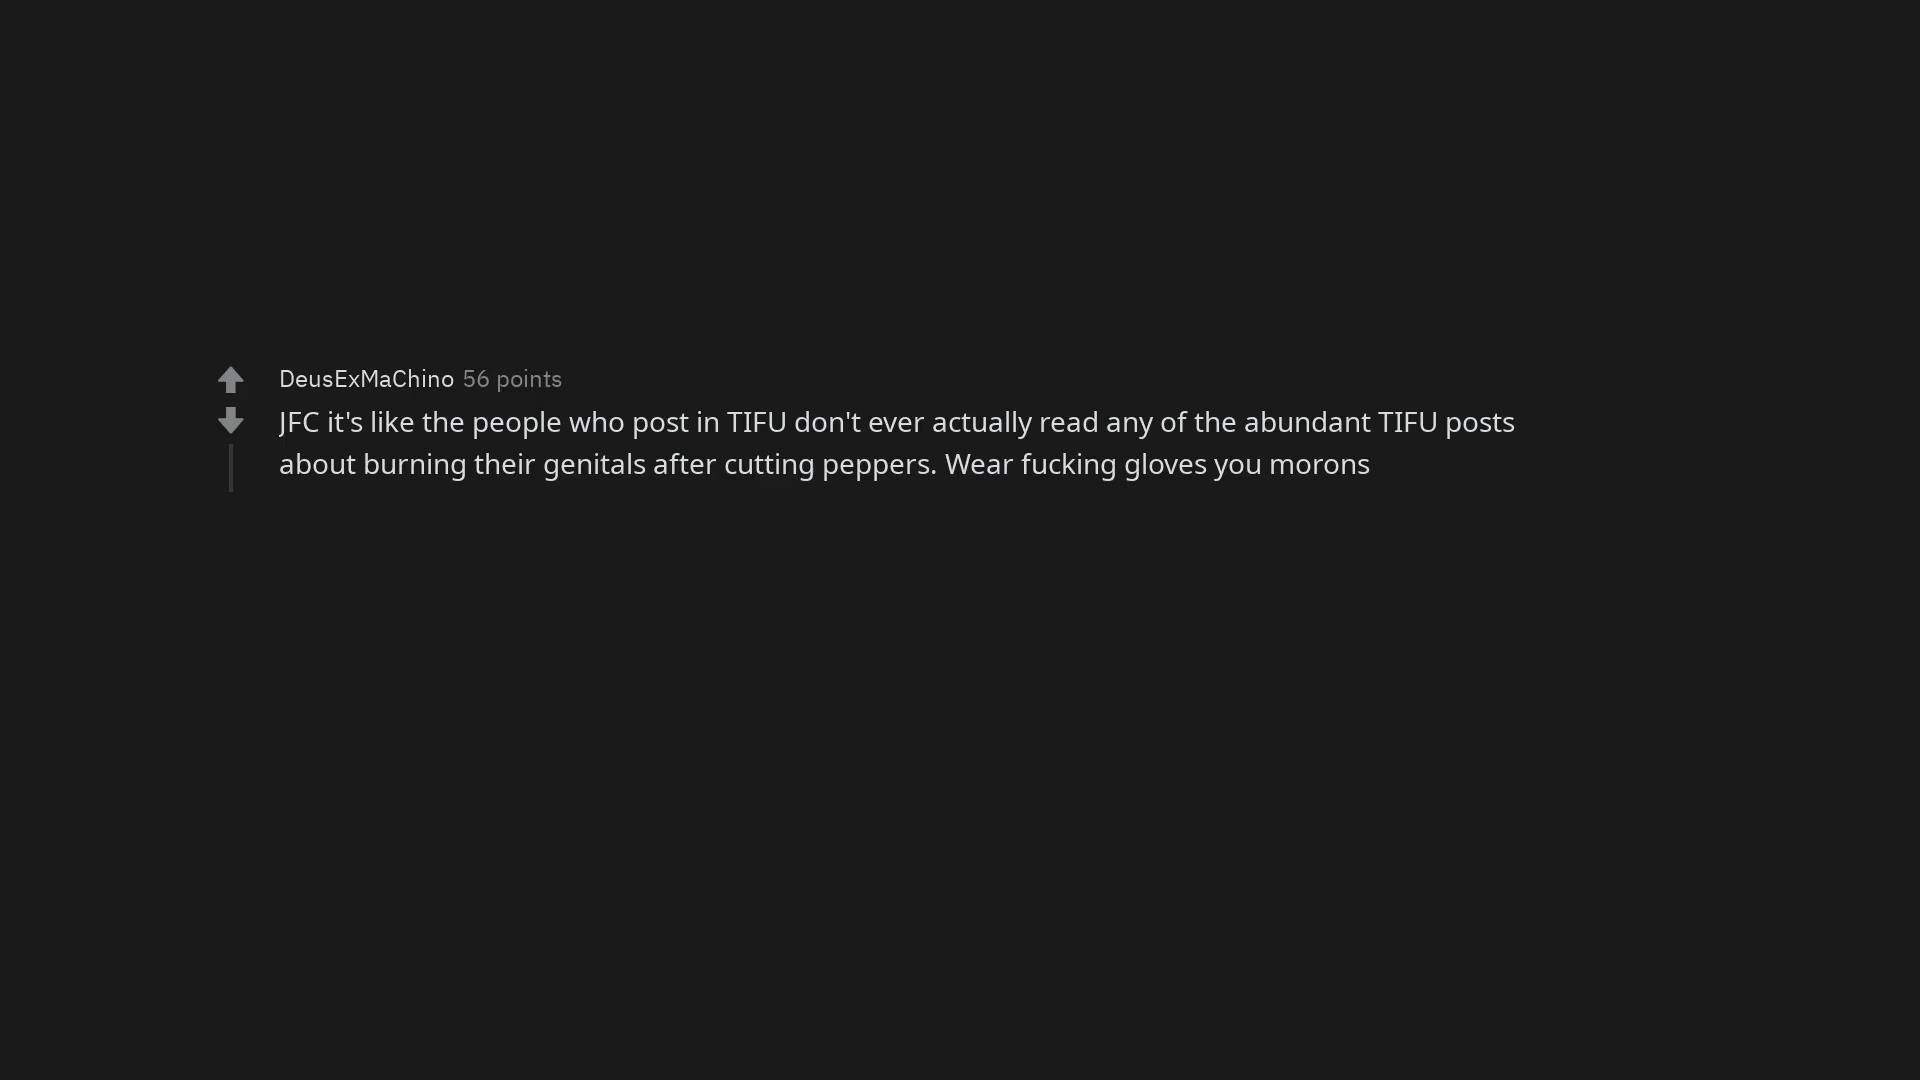 DeusExMaChino 56 points
JFC it's like the people who post in TIFU don't ever actually read any of the abundant TIFU posts
about burning their genitals after cutting peppers. Wear fucking gloves you morons